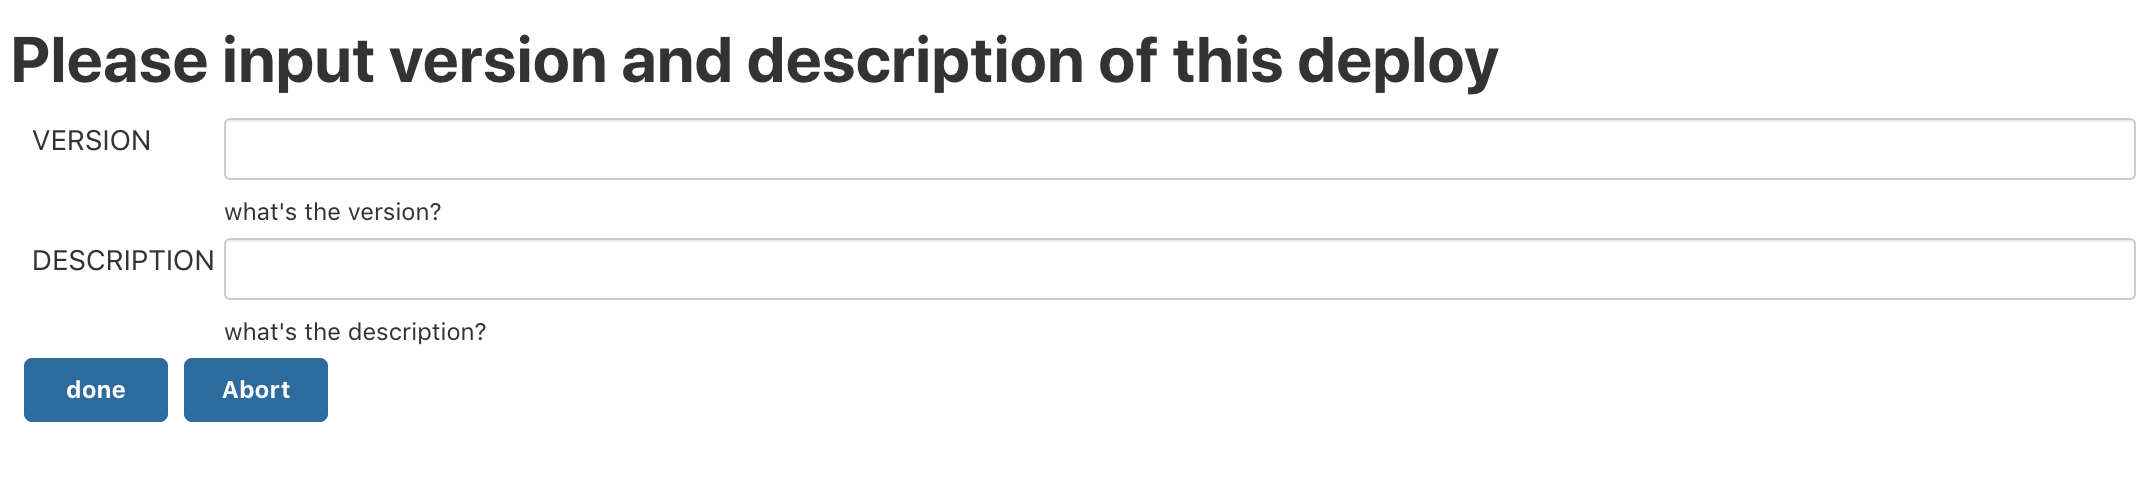 Please input version and description of this deploy
VERSION
what's the version?
DESCRIPTION
what's the description?
done Abort